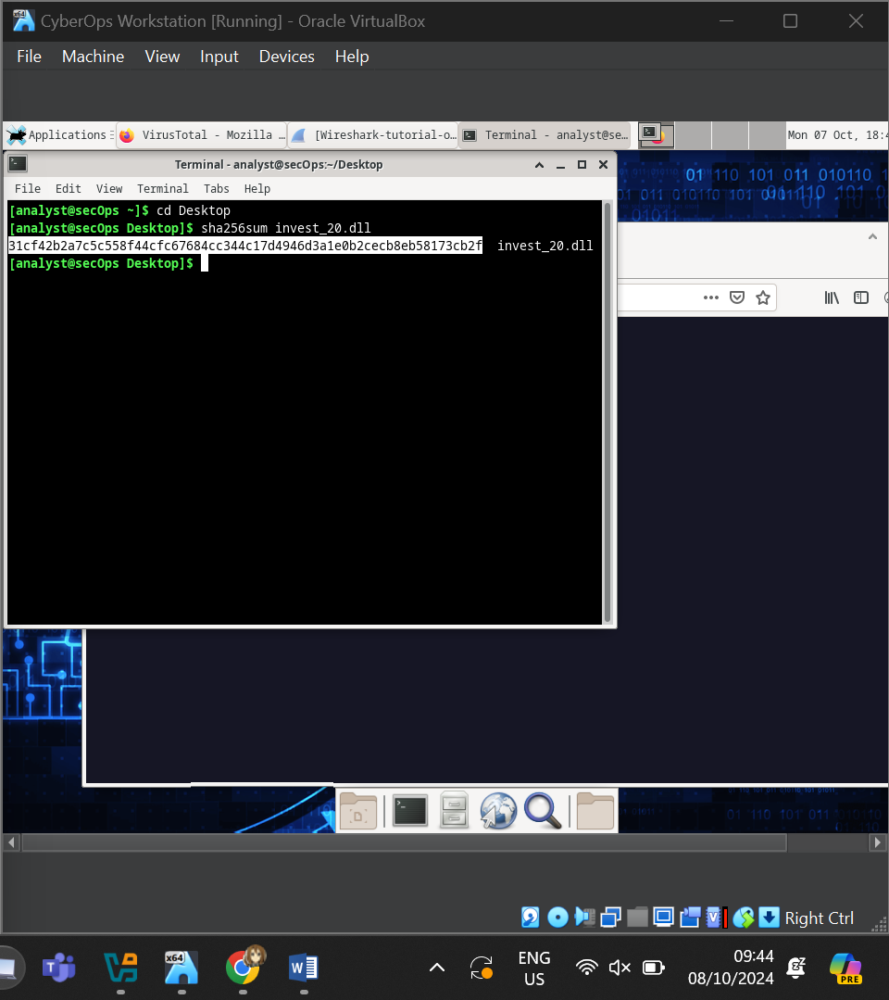 CyberOps Workstation [Running] - Oracle VirtualBox
File Machine View Input Devices Help
Applications VirusTotal - Mozilla ... [Wireshark-tutorial-o... Terminal - analyst@se... Mon 07 Oct, 18:4
Terminal - analyst@secOps:~/Desktop
File Edit View Terminal Tabs Help
[analyst@secOps ~]$ cd Desktop
[analyst@secOps Desktop]$ sha256sum invest_20.dll
31cf42b2a7c5c558f44cfc67684cc344c17d4946d3a1e0b2cecb8eb58173cb2f  invest_20.dll
[analyst@secOps Desktop]$
01 110 101 011 010110
Right Ctrl
x64
ENG
US
09:44
08/10/2024
PRE